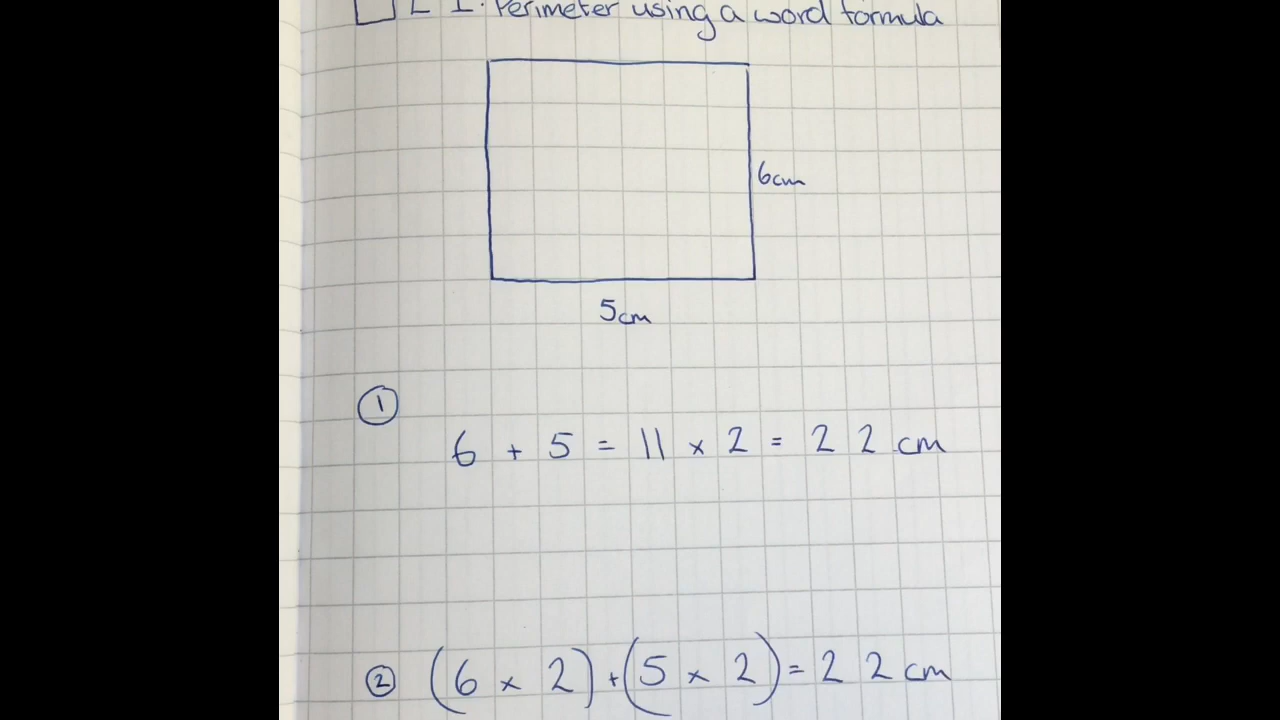 L I: Perimeter using a word formula
6cm
5cm
1
6 + 5 = 11 x 2 = 22 cm
2 (6 x 2) + (5 x 2) = 22 cm